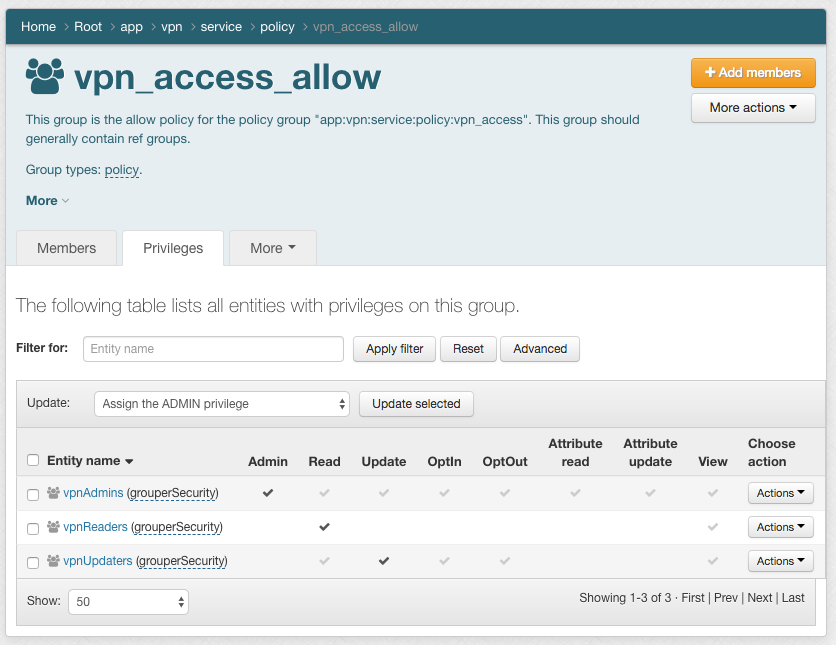 Home > Root > app > vpn > service > policy > vpn_access_allow
vpn_access_allow
+ Add members
More actions
This group is the allow policy for the policy group "app:vpn:service:policy:vpn_access". This group should
generally contain ref groups.
Group types: policy.
More
Members Privileges More
The following table lists all entities with privileges on this group.
Filter for: Entity name Apply filter Reset Advanced
Update: Assign the ADMIN privilege Update selected
Entity name Admin Read Update OptIn OptOut Attribute read Attribute update View Choose action
vpnAdmins (grouperSecurity) ✔ ✔ ✔ ✔ ✔ ✔ ✔ ✔ Actions
vpnReaders (grouperSecurity) ✔ ✔ Actions
vpnUpdaters (grouperSecurity) ✔ ✔ ✔ ✔ ✔ Actions
Show: 50 Showing 1-3 of 3 · First | Prev | Next | Last